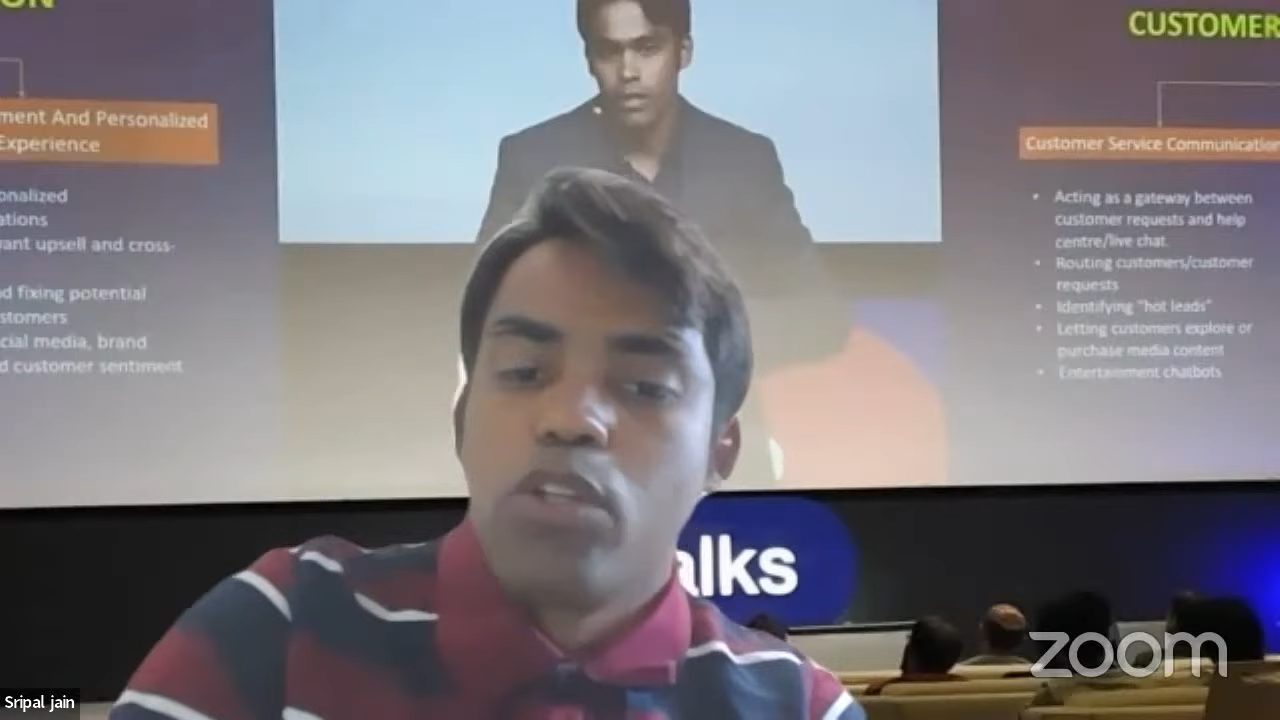 ON
ment And Personalized
Experience
onalized
ations
vant upsell and cross-
d fixing potential
stomers
cial media, brand
d customer sentiment
CUSTOMER
Customer Service Communication
• Acting as a gateway between
customer requests and help
centre/live chat.
• Routing customers/customer
requests
• Identifying "hot leads"
• Letting customers explore or
purchase media content
• Entertainment chatbots
alks
zoom
Sripal jain